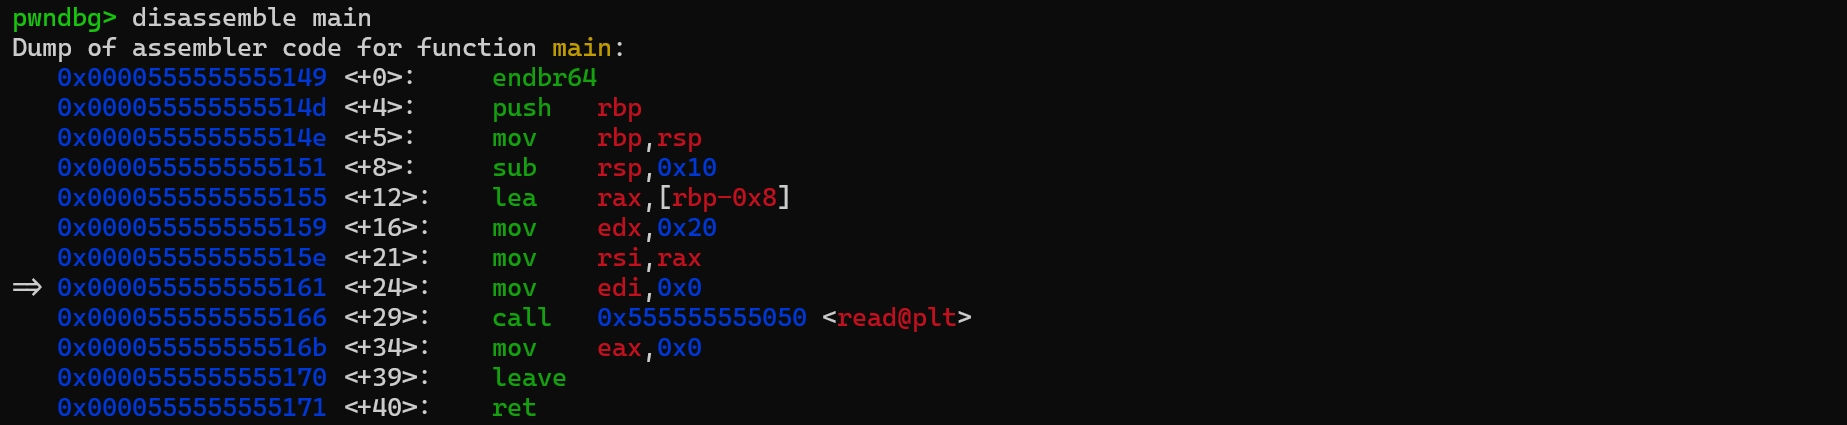 pwndbg> disassemble main
Dump of assembler code for function main:
0x0000555555555149 <+0>: endbr64
0x000055555555514d <+4>: push rbp
0x000055555555514e <+5>: mov rbp,rsp
0x0000555555555151 <+8>: sub rsp,0x10
0x0000555555555155 <+12>: lea rax,[rbp-0x8]
0x0000555555555159 <+16>: mov edx,0x20
0x000055555555515e <+21>: mov rsi,rax
=> 0x0000555555555161 <+24>: mov edi,0x0
0x0000555555555166 <+29>: call 0x555555555050 <read@plt>
0x000055555555516b <+34>: mov eax,0x0
0x0000555555555170 <+39>: leave
0x0000555555555171 <+40>: ret